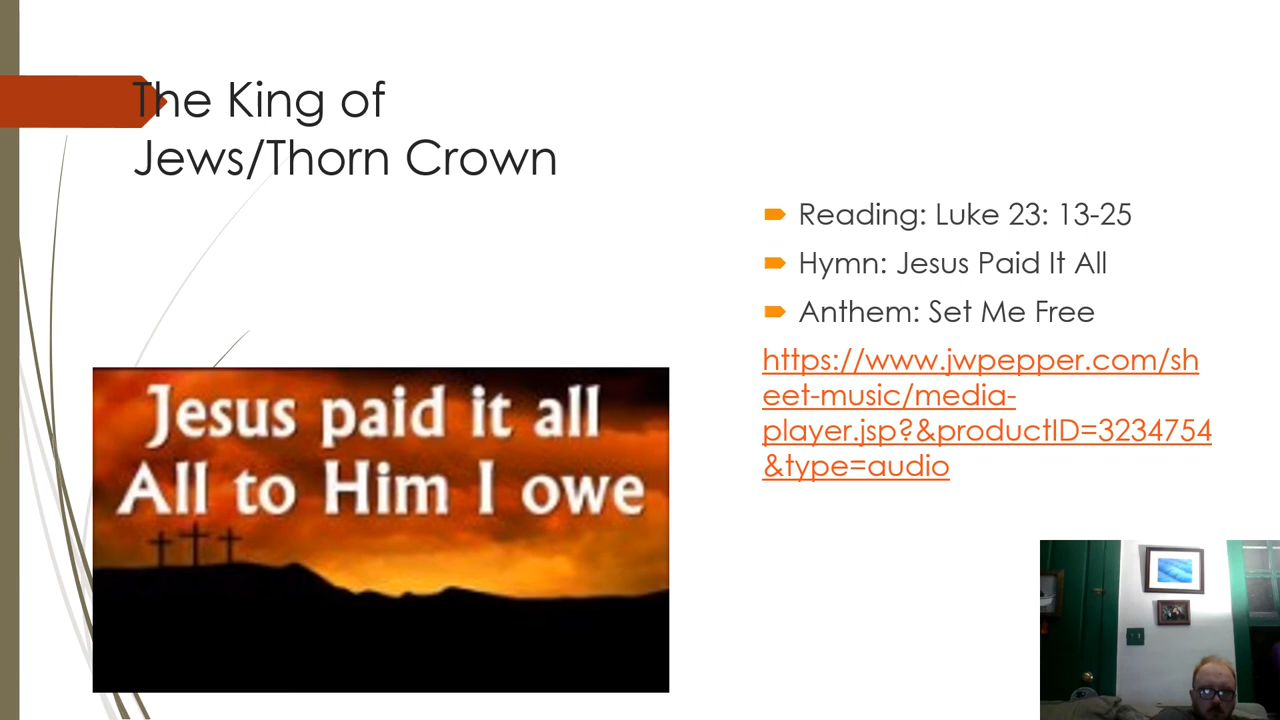 The King of
Jews/Thorn Crown
Reading: Luke 23: 13-25
Hymn: Jesus Paid It All
Anthem: Set Me Free
https://www.jwpepper.com/sh
eet-music/media-
player.jsp?&productID=3234754
&type=audio
Jesus paid it all
All to Him I owe